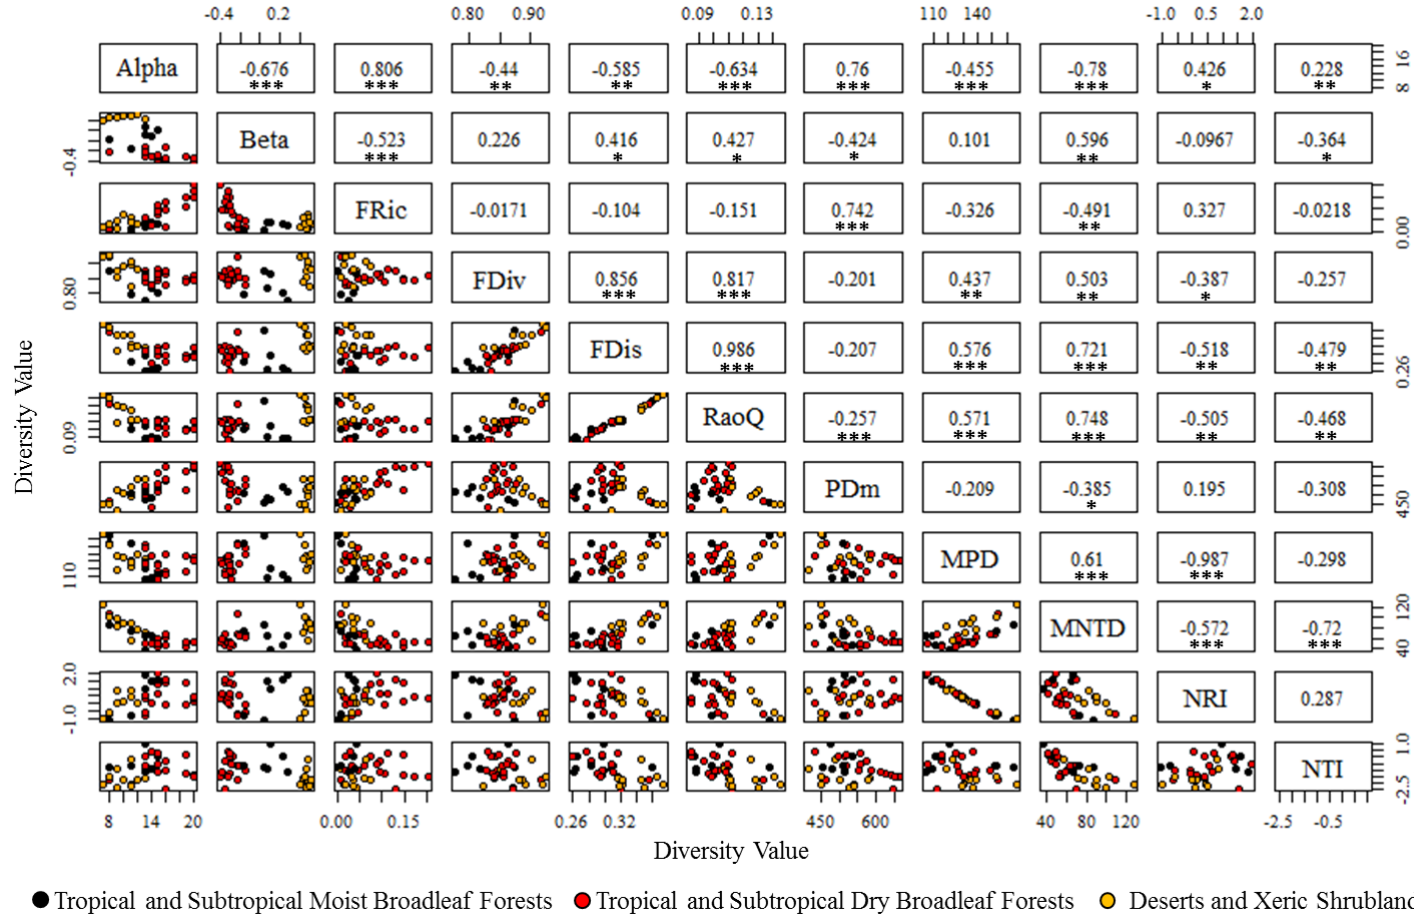 -0.4 0.2 0.80 0.90 0.09 0.13 110 140 -1.0 0.5 2.0
Alpha -0.676 *** 0.806 *** -0.44 ** -0.585 ** -0.634 *** 0.76 *** -0.455 *** -0.78 *** 0.426 * 0.228 ** 8 16
-0.4 Beta -0.523 *** 0.226 0.416 * 0.427 * -0.424 * 0.101 0.596 ** -0.0967 -0.364 *
FRic -0.0171 -0.104 -0.151 0.742 *** -0.326 -0.491 ** 0.327 -0.0218 0.00
0.80 FDiv 0.856 *** 0.817 *** -0.201 0.437 ** 0.503 ** -0.387 * -0.257
FDis 0.986 *** -0.207 0.576 *** 0.721 *** -0.518 ** -0.479 ** 0.26
0.09 RaoQ -0.257 *** 0.571 *** 0.748 *** -0.505 ** -0.468 **
PDm -0.209 -0.385 * 0.195 -0.308 450
110 MPD 0.61 *** -0.987 *** -0.298
MNTD -0.572 *** -0.72 *** 40 120
-1.0 2.0 NRI 0.287
NTI -2.5 1.0
8 14 20 0.00 0.15 0.26 0.32 450 600 40 80 120 -2.5 -0.5
Diversity Value
Diversity Value
Tropical and Subtropical Moist Broadleaf Forests Tropical and Subtropical Dry Broadleaf Forests Deserts and Xeric Shrubland